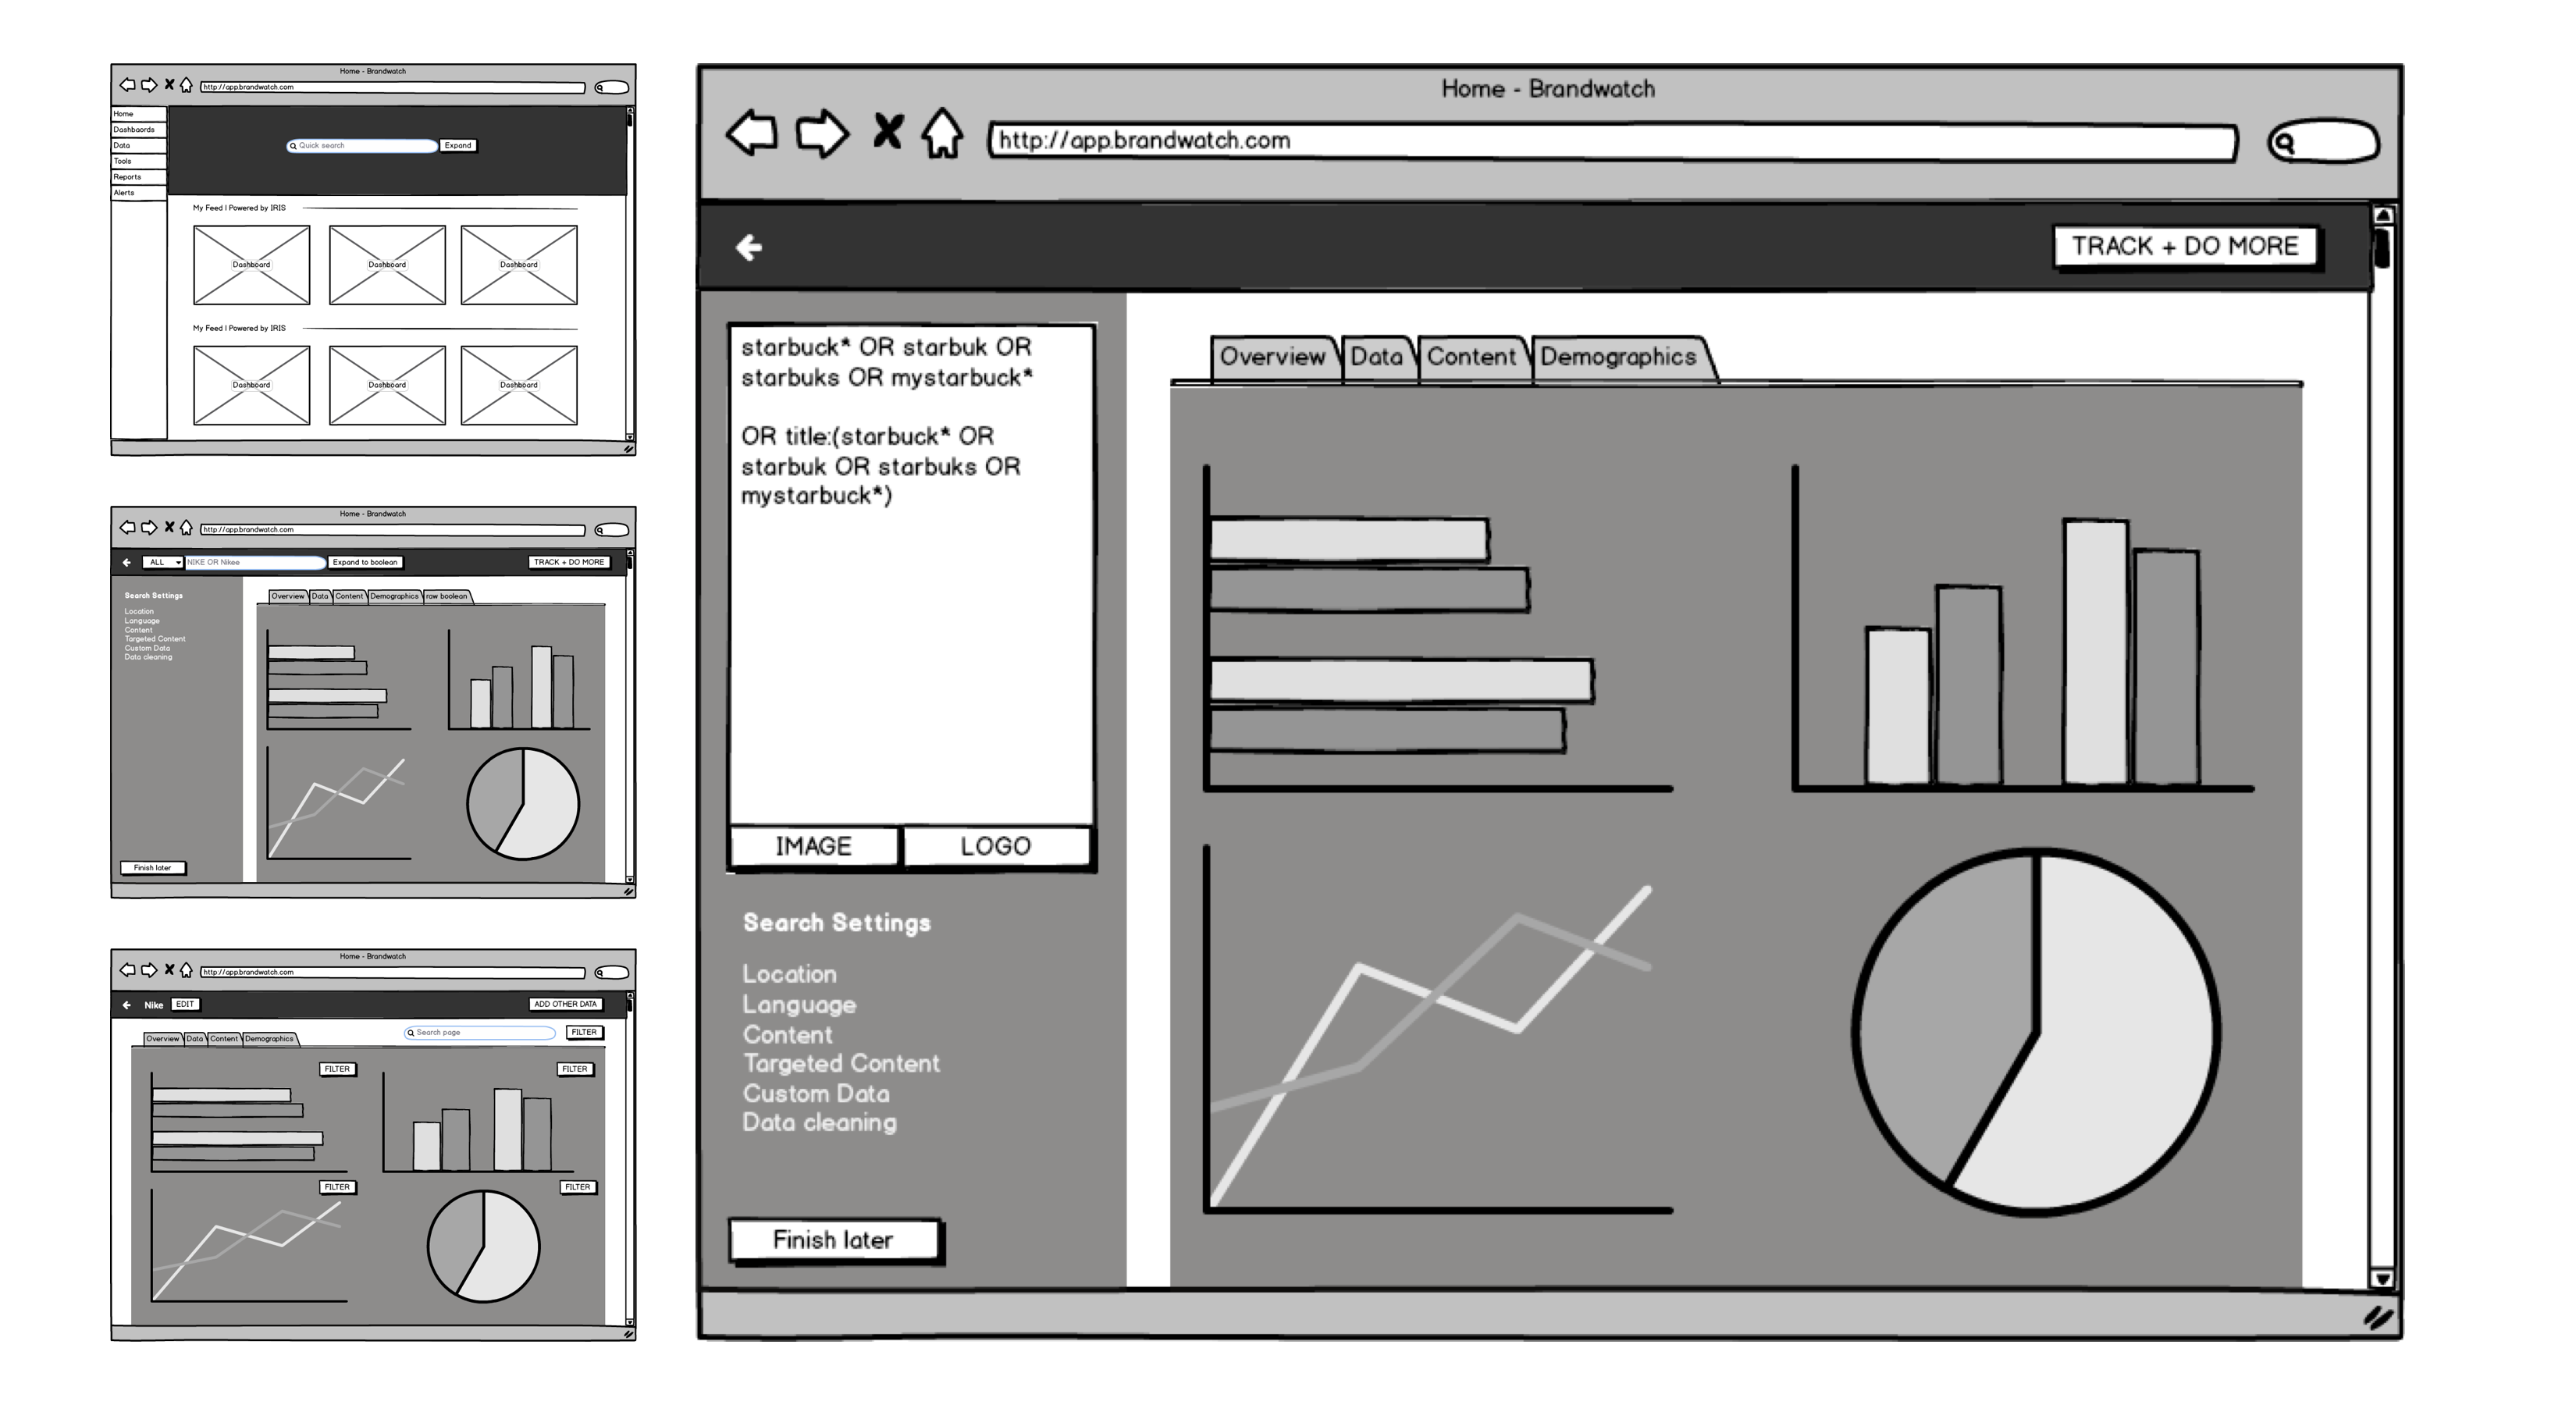 Home - Brandwatch
http://app.brandwatch.com
Home
Dashbaords
Data
Tools
Reports
Alerts
Quick search
Expand
My Feed | Powered by IRIS
Dashboard
Dashboard
Dashboard
My Feed | Powered by IRIS
Dashboard
Dashboard
Dashboard
Home - Brandwatch
http://app.brandwatch.com
ALL
NIKE OR Nikee
Expand to boolean
TRACK + DO MORE
Search Settings
Location
Language
Content
Targeted Content
Custom Data
Data cleaning
Finish later
Overview
Data
Content
Demographics
raw boolean
Home - Brandwatch
http://app.brandwatch.com
Nike
EDIT
ADD OTHER DATA
Search page
FILTER
Overview
Data
Content
Demographics
FILTER
FILTER
FILTER
FILTER
Home - Brandwatch
http://app.brandwatch.com
TRACK + DO MORE
starbuck* OR starbuk OR
starbuks OR mystarbuck*
OR title:(starbuck* OR
starbuk OR starbuks OR
mystarbuck*)
IMAGE
LOGO
Search Settings
Location
Language
Content
Targeted Content
Custom Data
Data cleaning
Finish later
Overview
Data
Content
Demographics